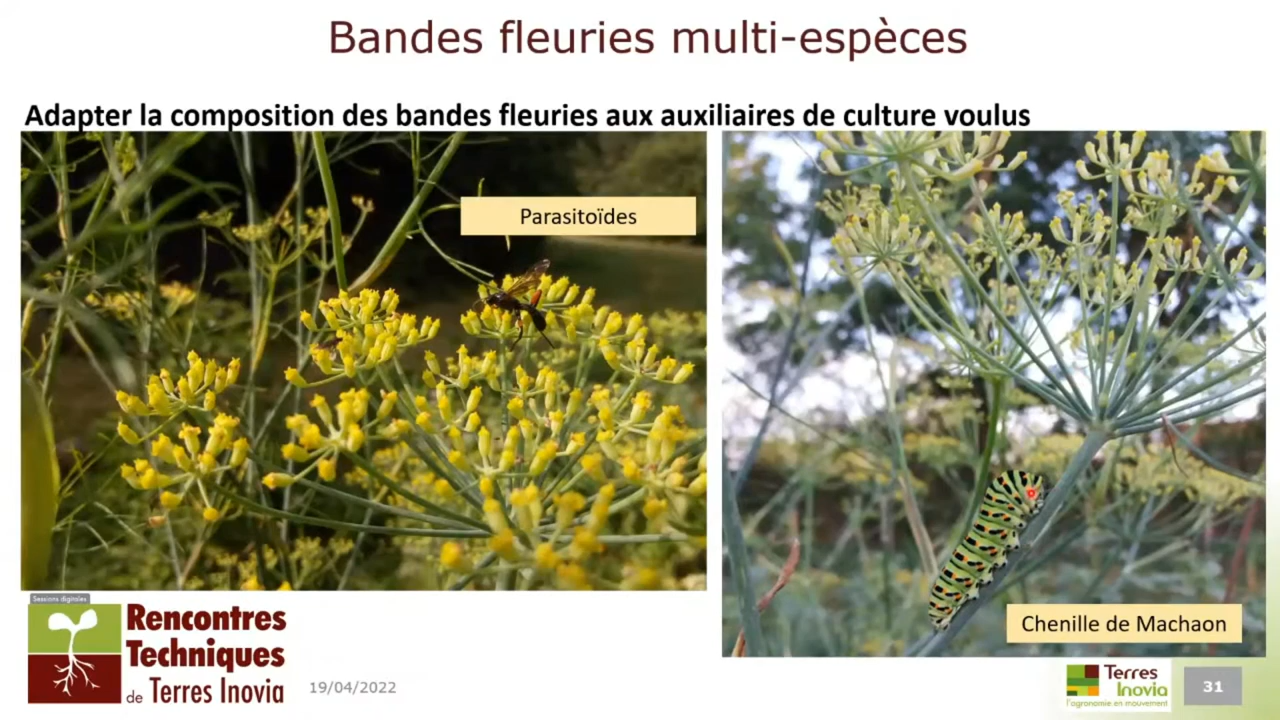 Bandes fleuries multi-espèces
Adapter la composition des bandes fleuries aux auxiliaires de culture voulus
Parasitoïdes
Chenille de Machaon
Sessions digitales
Rencontres
Techniques
de Terres Inovia
19/04/2022
Terres
Inovia
l'agronomie en mouvement
31